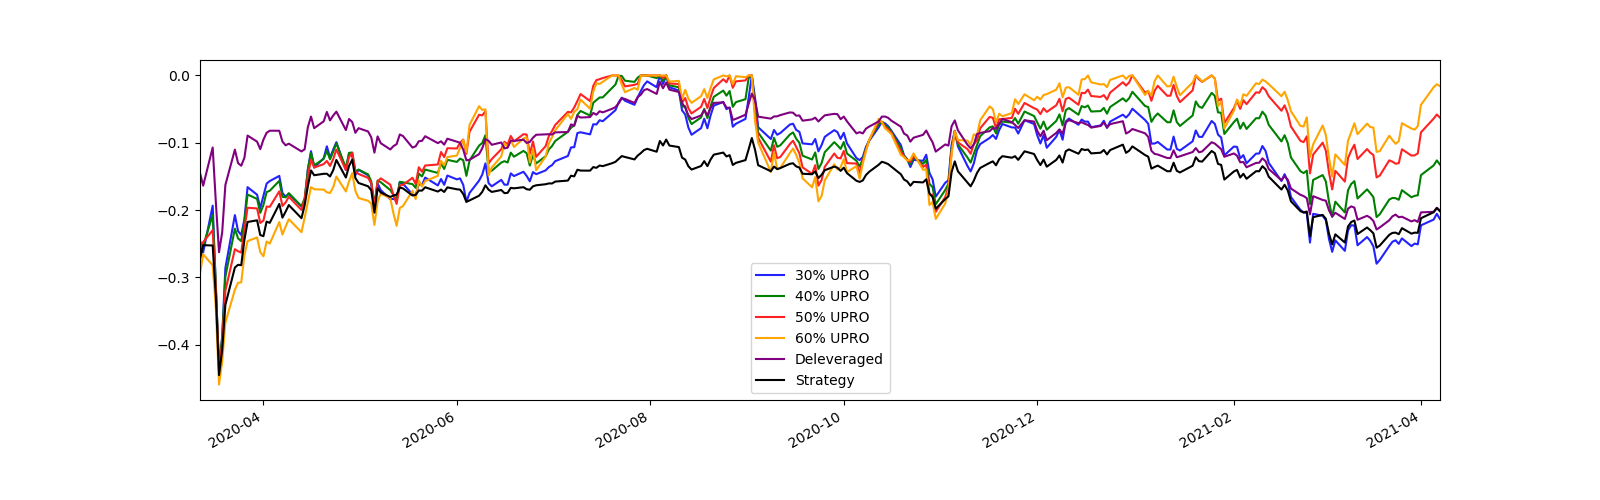 0.0
−0.1
−0.2
−0.3
−0.4
2020-04
2020-06
2020-08
2020-10
2020-12
2021-02
2021-04
30% UPRO
40% UPRO
50% UPRO
60% UPRO
Deleveraged
Strategy